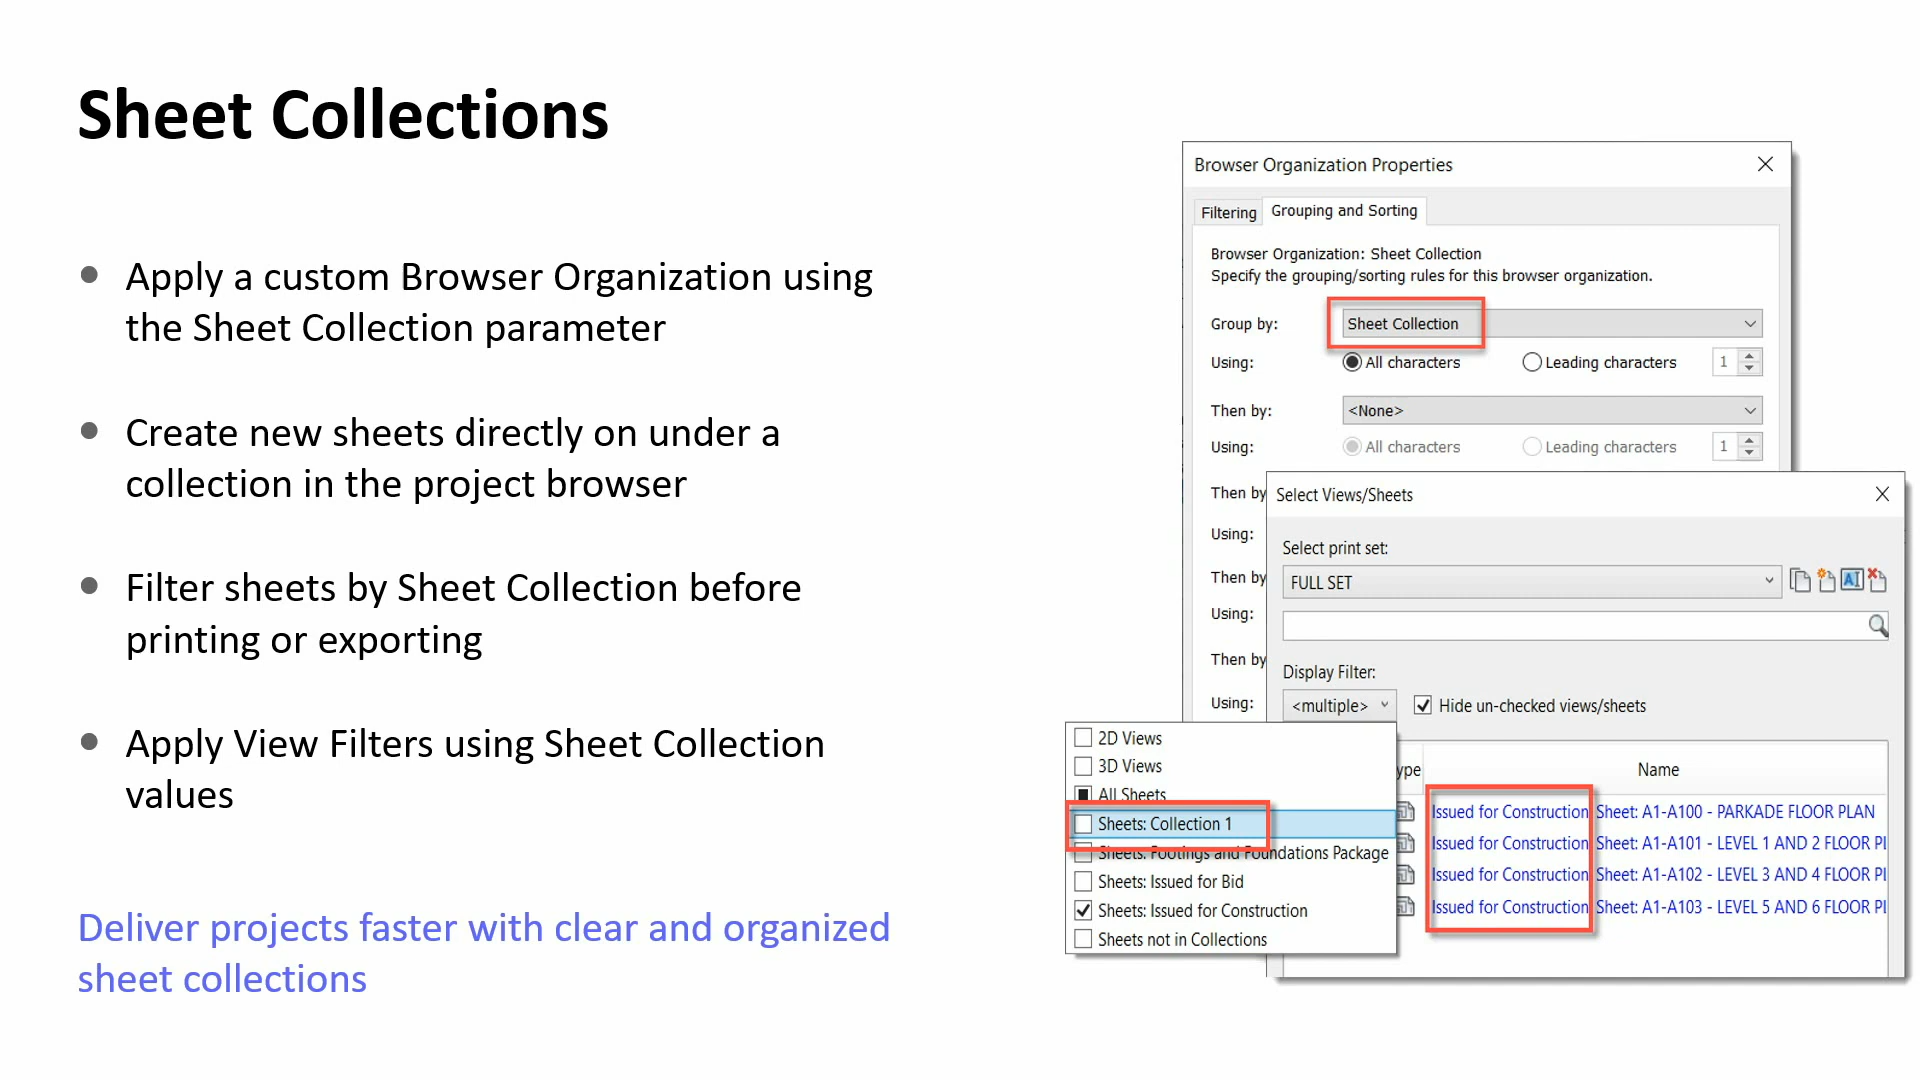 Sheet Collections
Apply a custom Browser Organization using
the Sheet Collection parameter
Create new sheets directly on under a
collection in the project browser
Filter sheets by Sheet Collection before
printing or exporting
Apply View Filters using Sheet Collection
values
Deliver projects faster with clear and organized
sheet collections
Browser Organization Properties
Filtering
Grouping and Sorting
Browser Organization: Sheet Collection
Specify the grouping/sorting rules for this browser organization.
Group by: Sheet Collection
Using: All characters Leading characters 1
Then by: <None>
Using: All characters Leading characters 1
Then by
Using:
Then by
Using:
Then by
Using:
Select Views/Sheets
Select print set:
FULL SET
Display Filter:
<multiple> Hide un-checked views/sheets
2D Views
3D Views
All Sheets
Sheets: Collection 1
Sheets: Footings and Foundations Package
Sheets: Issued for Bid
Sheets: Issued for Construction
Sheets not in Collections
ype Name
Issued for Construction Sheet: A1-A100 - PARKADE FLOOR PLAN
Issued for Construction Sheet: A1-A101 - LEVEL 1 AND 2 FLOOR Pl
Issued for Construction Sheet: A1-A102 - LEVEL 3 AND 4 FLOOR Pl
Issued for Construction Sheet: A1-A103 - LEVEL 5 AND 6 FLOOR Pl